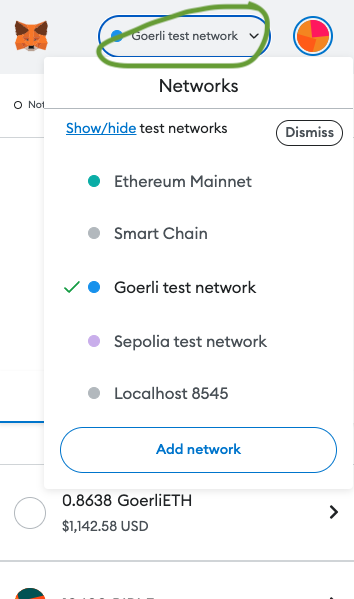 Goerli test network
Not
Networks
Show/hide test networks
Dismiss
Ethereum Mainnet
Smart Chain
Goerli test network
Sepolia test network
Localhost 8545
Add network
0.8638 GoerliETH
$1,142.58 USD